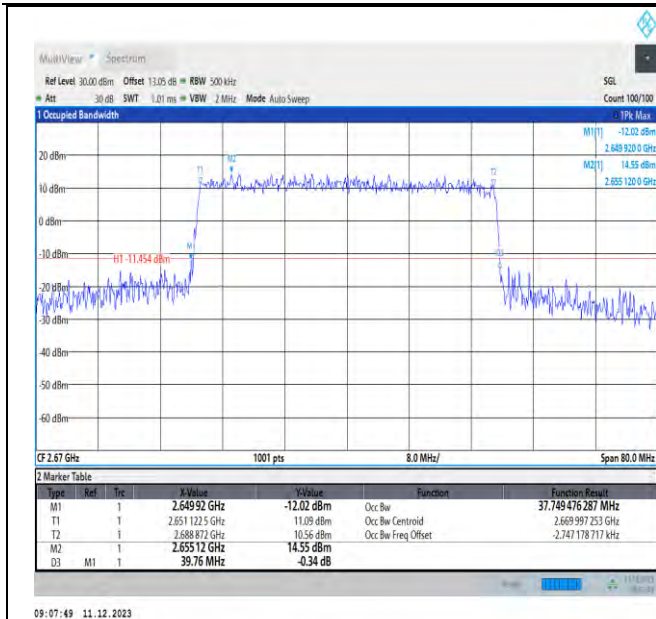 MultiView Spectrum
Ref Level 30.00 dBm Offset 13.05 dB RBW 500 kHz SGL
Att 30 dB SWT 1.01 ms VBW 2 MHz Mode Auto Sweep Count 100/100
1 Occupied Bandwidth 1Pk Max
M1[1] -12.02 dBm
2.649 920 0 GHz
M2[1] 14.55 dBm
2.655 120 0 GHz
T1 M2 T2
20 dBm
10 dBm
0 dBm
M1
-10 dBm
H1 -11.454 dBm
-20 dBm
-30 dBm
-40 dBm
-50 dBm
-60 dBm
CF 2.67 GHz 1001 pts 8.0 MHz/ Span 80.0 MHz
2 Marker Table
Type Ref Trc X-Value Y-Value Function Function Result
M1 1 2.649 92 GHz -12.02 dBm Occ Bw 37.749 476 287 MHz
T1 1 2.651 122 5 GHz 11.09 dBm Occ Bw Centroid 2.669 997 253 GHz
T2 1 2.688 872 GHz 10.56 dBm Occ Bw Freq Offset -2.747 178 717 kHz
M2 1 2.655 12 GHz 14.55 dBm
D3 M1 1 39.76 MHz -0.34 dB
09:07:49 11.12.2023